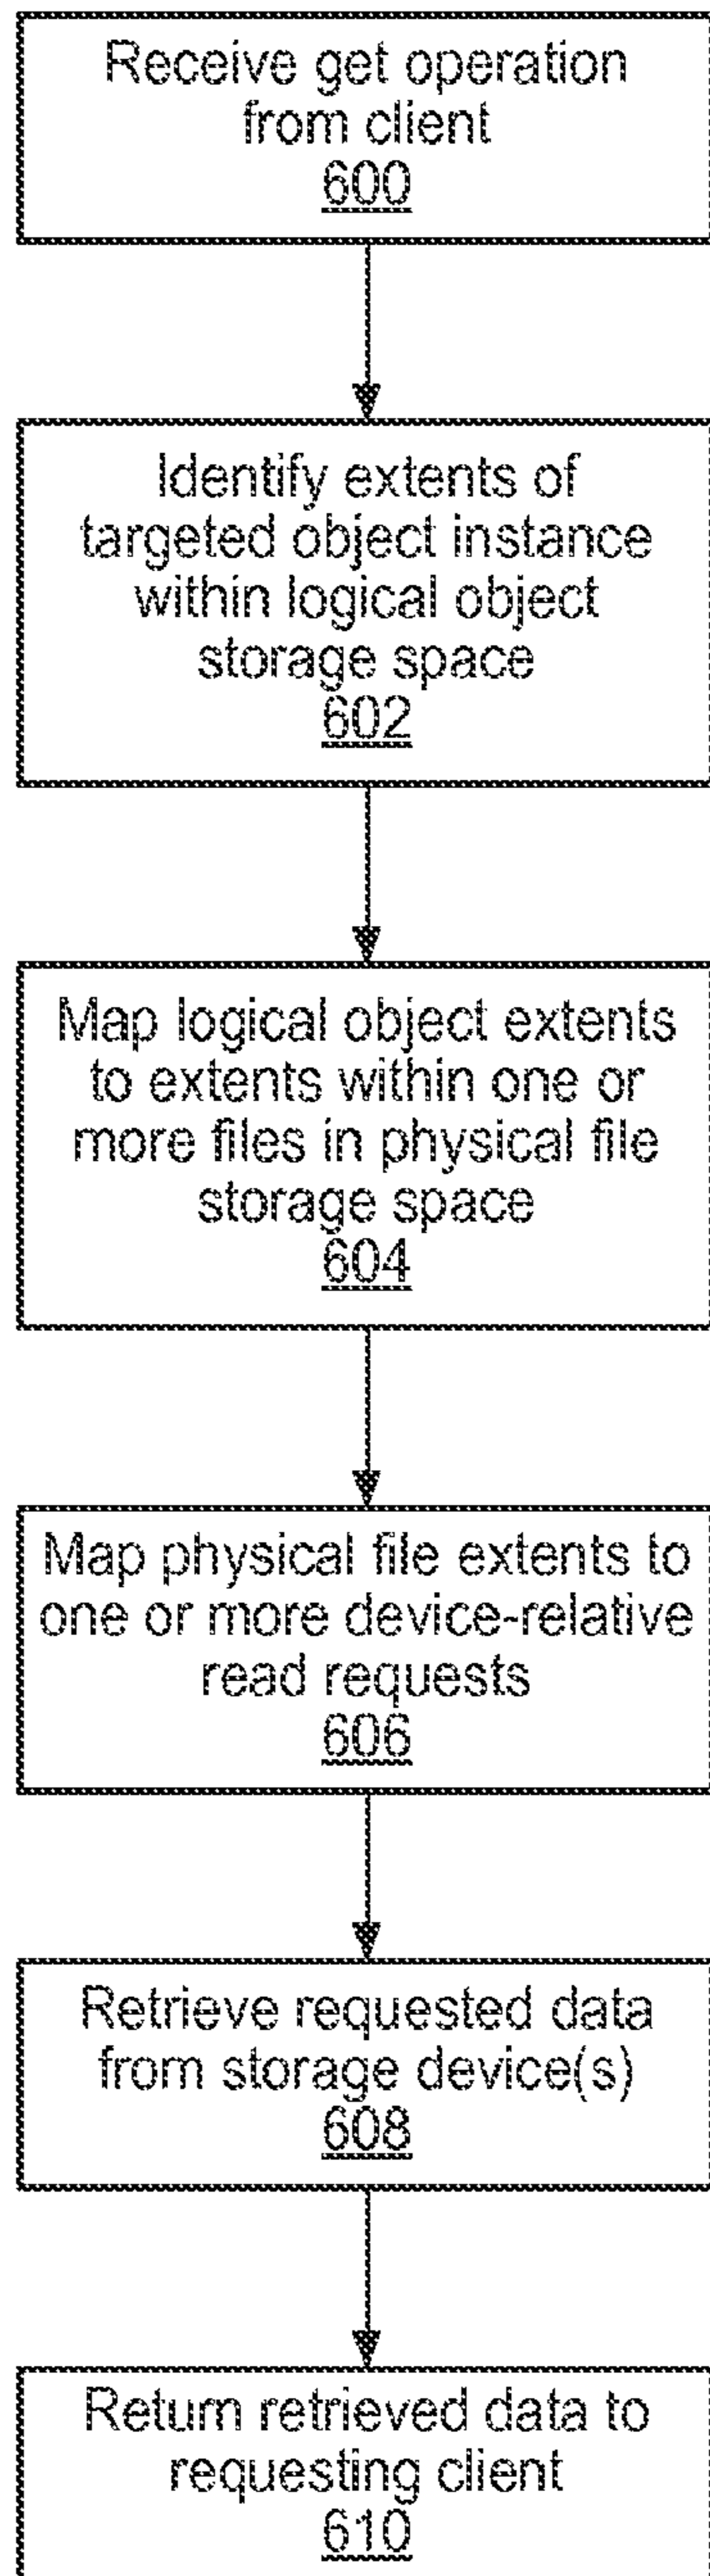 Receive get operation
from client
600
Identify extents of
targeted object instance
within logical object
storage space
602
Map logical object extents
to extents within one or
more files in physical file
storage space
604
Map physical file extents to
one or more device-relative
read requests
606
Retrieve requested data
from storage device(s)
608
Return retrieved data to
requesting client
610